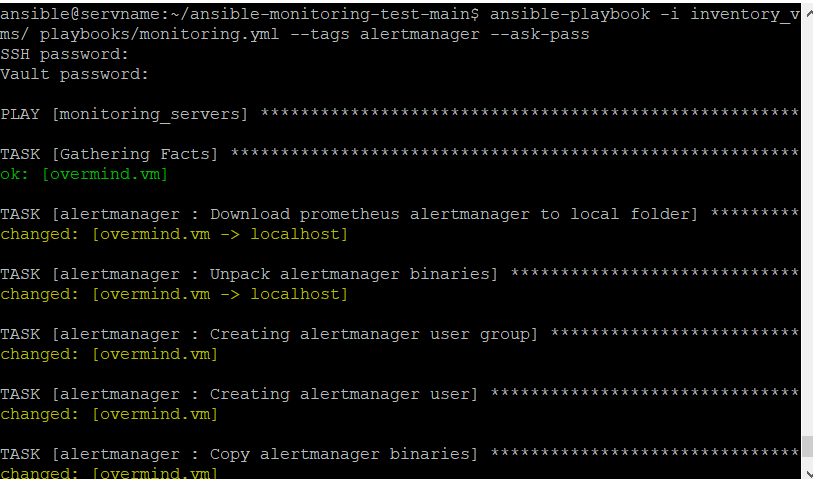 ansible@servname:~/ansible-monitoring-test-main$ ansible-playbook -i inventory_v
ms/ playbooks/monitoring.yml --tags alertmanager --ask-pass
SSH password:
Vault password:
PLAY [monitoring_servers] ******************************************************
TASK [Gathering Facts] *********************************************************
ok: [overmind.vm]
TASK [alertmanager : Download prometheus alertmanager to local folder] *********
changed: [overmind.vm -> localhost]
TASK [alertmanager : Unpack alertmanager binaries] *****************************
changed: [overmind.vm -> localhost]
TASK [alertmanager : Creating alertmanager user group] *************************
changed: [overmind.vm]
TASK [alertmanager : Creating alertmanager user] *******************************
changed: [overmind.vm]
TASK [alertmanager : Copy alertmanager binaries] *******************************
changed: [overmind.vm]